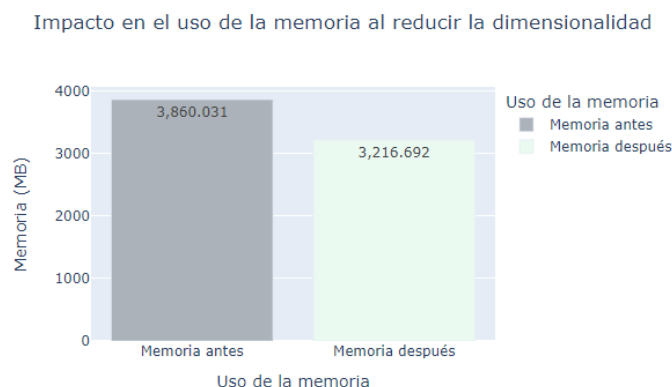 Impacto en el uso de la memoria al reducir la dimensionalidad
Uso de la memoria
Memoria antes
Memoria después
4000
3000
2000
1000
0
Memoria (MB)
3,860.031
3,216.692
Memoria antes
Memoria después
Uso de la memoria